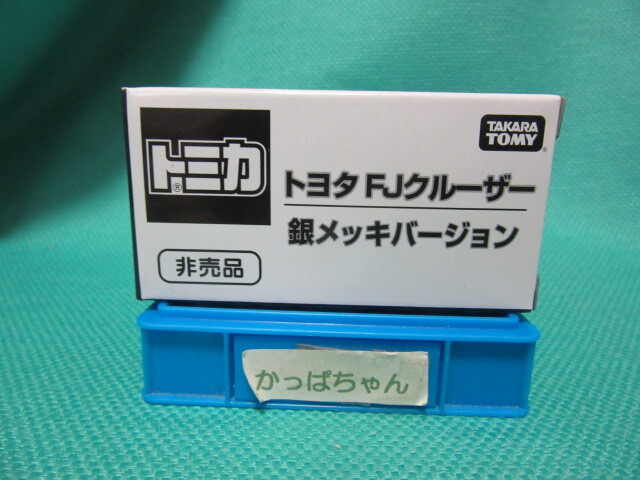 トミカ
®
TAKARA
TOMY
トヨタ FJクルーザー
銀メッキバージョン
非売品
かっぱちゃん